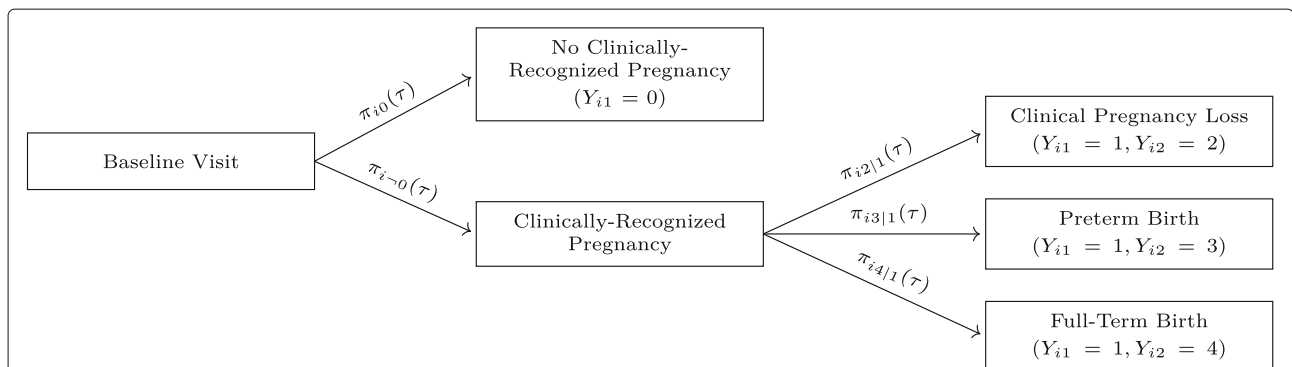 Baseline Visit
π_{i0}(τ)
π_{i¬0}(τ)
No Clinically-
Recognized Pregnancy
(Y_{i1} = 0)
Clinically-Recognized
Pregnancy
π_{i2|1}(τ)
π_{i3|1}(τ)
π_{i4|1}(τ)
Clinical Pregnancy Loss
(Y_{i1} = 1, Y_{i2} = 2)
Preterm Birth
(Y_{i1} = 1, Y_{i2} = 3)
Full-Term Birth
(Y_{i1} = 1, Y_{i2} = 4)